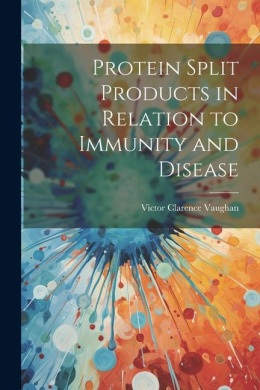 Protein Split
Products in
Relation to
Immunity and
Disease
Victor Clarence Vaughan